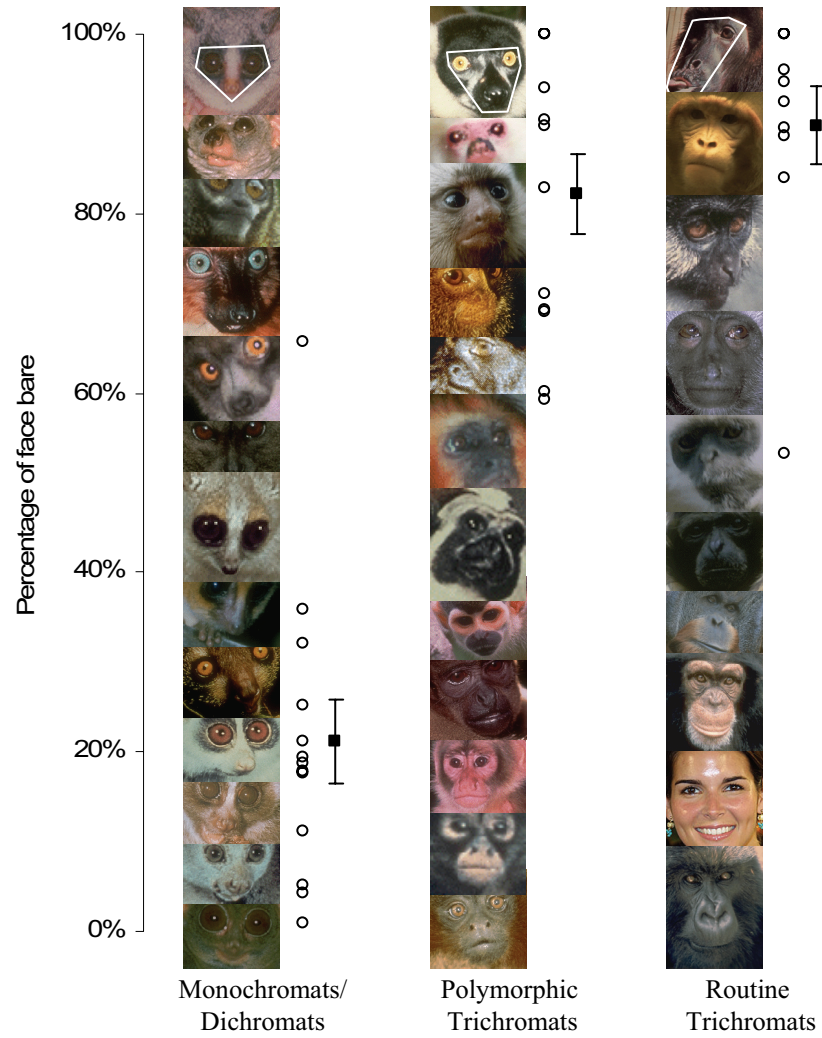 100%
80%
60%
40%
20%
0%
Percentage of face bare
Monochromats/
Dichromats
Polymorphic
Trichromats
Routine
Trichromats